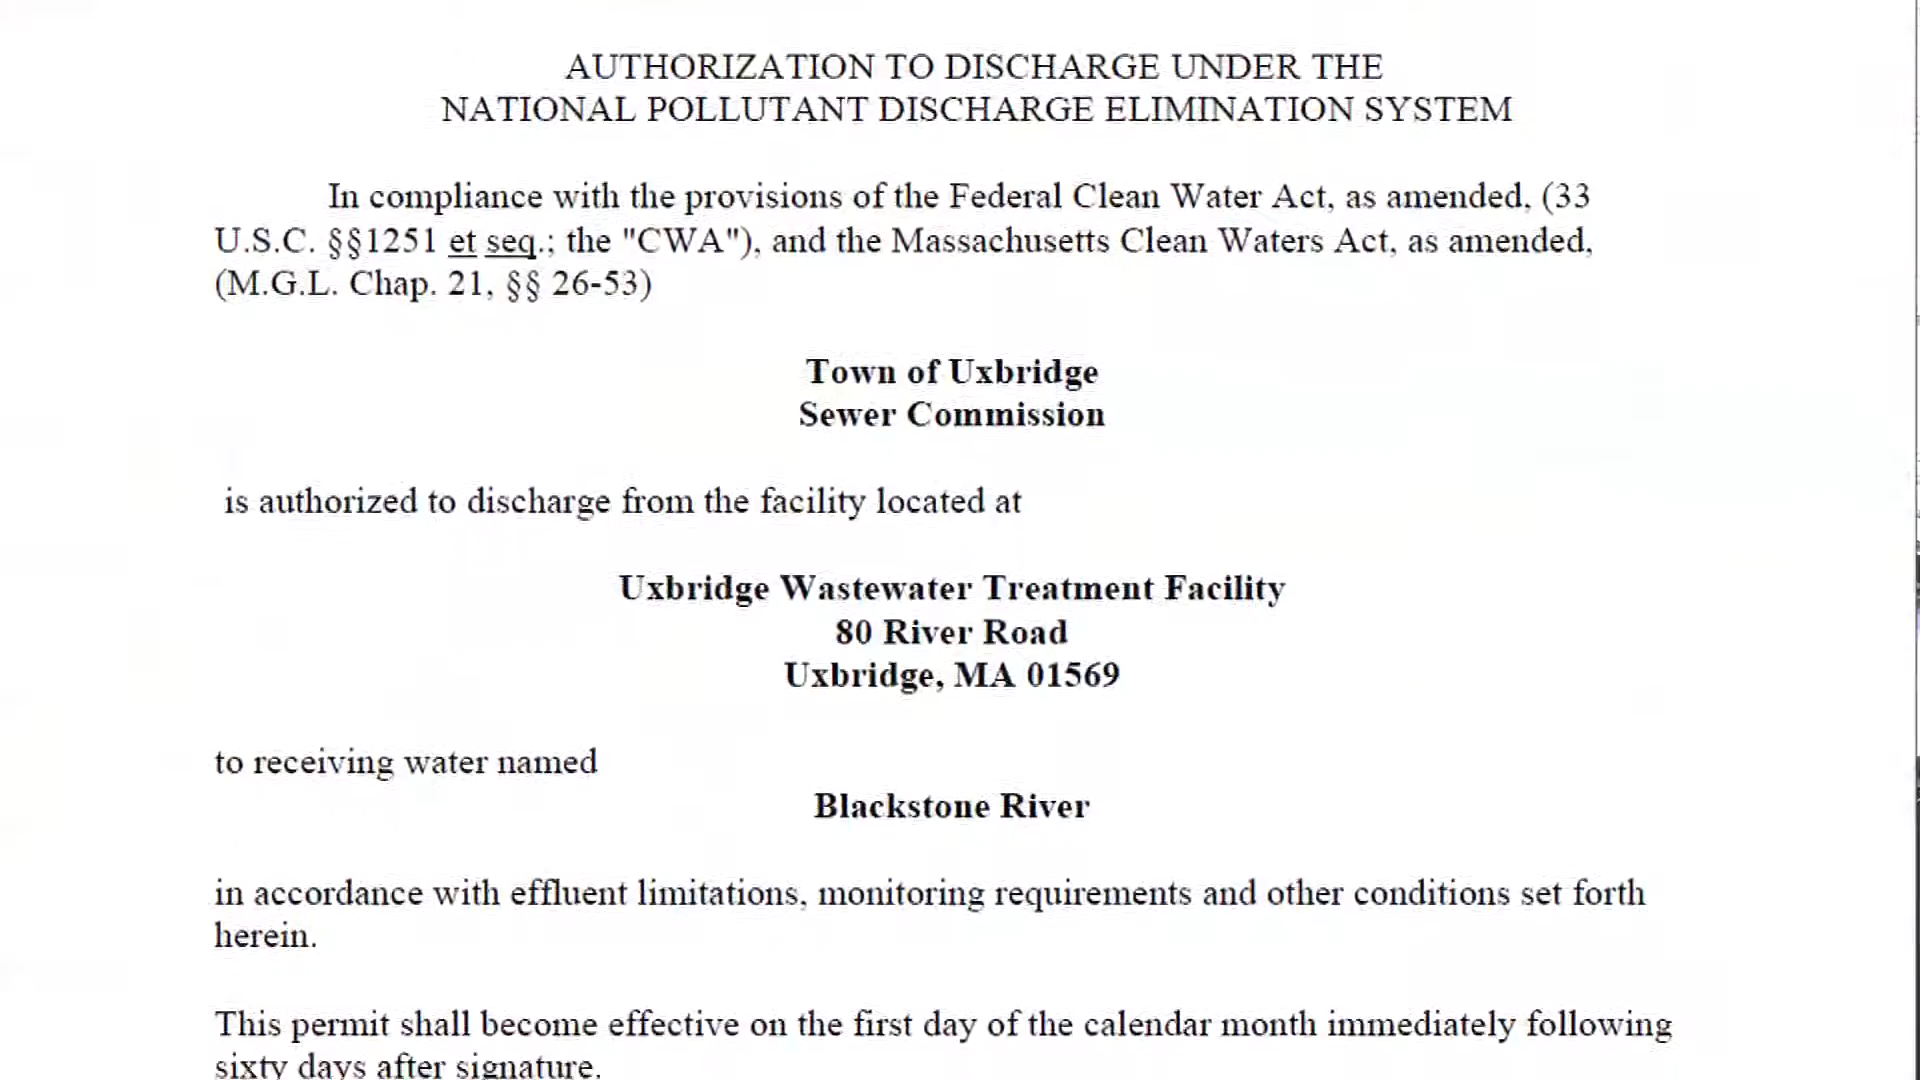 AUTHORIZATION TO DISCHARGE UNDER THE
NATIONAL POLLUTANT DISCHARGE ELIMINATION SYSTEM
In compliance with the provisions of the Federal Clean Water Act, as amended, (33
U.S.C. §§1251 et seq.; the "CWA"), and the Massachusetts Clean Waters Act, as amended,
(M.G.L. Chap. 21, §§ 26-53)
Town of Uxbridge
Sewer Commission
is authorized to discharge from the facility located at
Uxbridge Wastewater Treatment Facility
80 River Road
Uxbridge, MA 01569
to receiving water named
Blackstone River
in accordance with effluent limitations, monitoring requirements and other conditions set forth
herein.
This permit shall become effective on the first day of the calendar month immediately following
sixty days after signature.